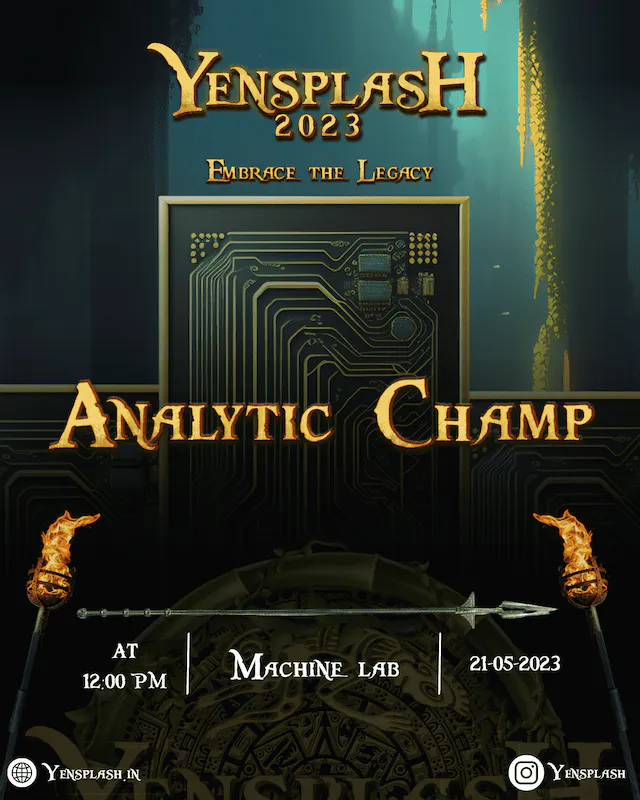 Yensplash
2023
Embrace the Legacy
Analytic Champ
at
12:00 PM
Machine lab
21-05-2023
Yensplash
Yensplash.in
Yensplash